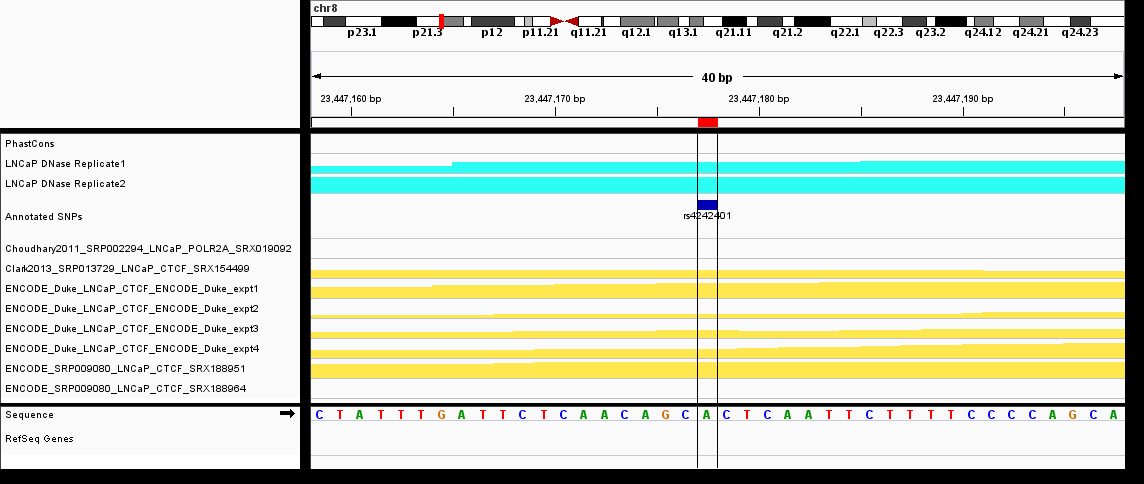 chr8
p23.1 p21.3 p12 p11.21 q11.21 q12.1 q13.1 q21.11 q21.2 q22.1 q22.3 q23.2 q24.12 q24.21 q24.23
40 bp
23,447,160 bp 23,447,170 bp 23,447,180 bp 23,447,190 bp
PhastCons
LNCaP DNase Replicate1
LNCaP DNase Replicate2
Annotated SNPs
rs4242401
Choudhary2011_SRP002294_LNCaP_POLR2A_SRX019092
Clark2013_SRP013729_LNCaP_CTCF_SRX154499
ENCODE_Duke_LNCaP_CTCF_ENCODE_Duke_expt1
ENCODE_Duke_LNCaP_CTCF_ENCODE_Duke_expt2
ENCODE_Duke_LNCaP_CTCF_ENCODE_Duke_expt3
ENCODE_Duke_LNCaP_CTCF_ENCODE_Duke_expt4
ENCODE_SRP009080_LNCaP_CTCF_SRX188951
ENCODE_SRP009080_LNCaP_CTCF_SRX188964
Sequence C T A T T T G A T T C T C A A C A G C A C T C A A T T C T T T T C C C C A G C A
RefSeq Genes